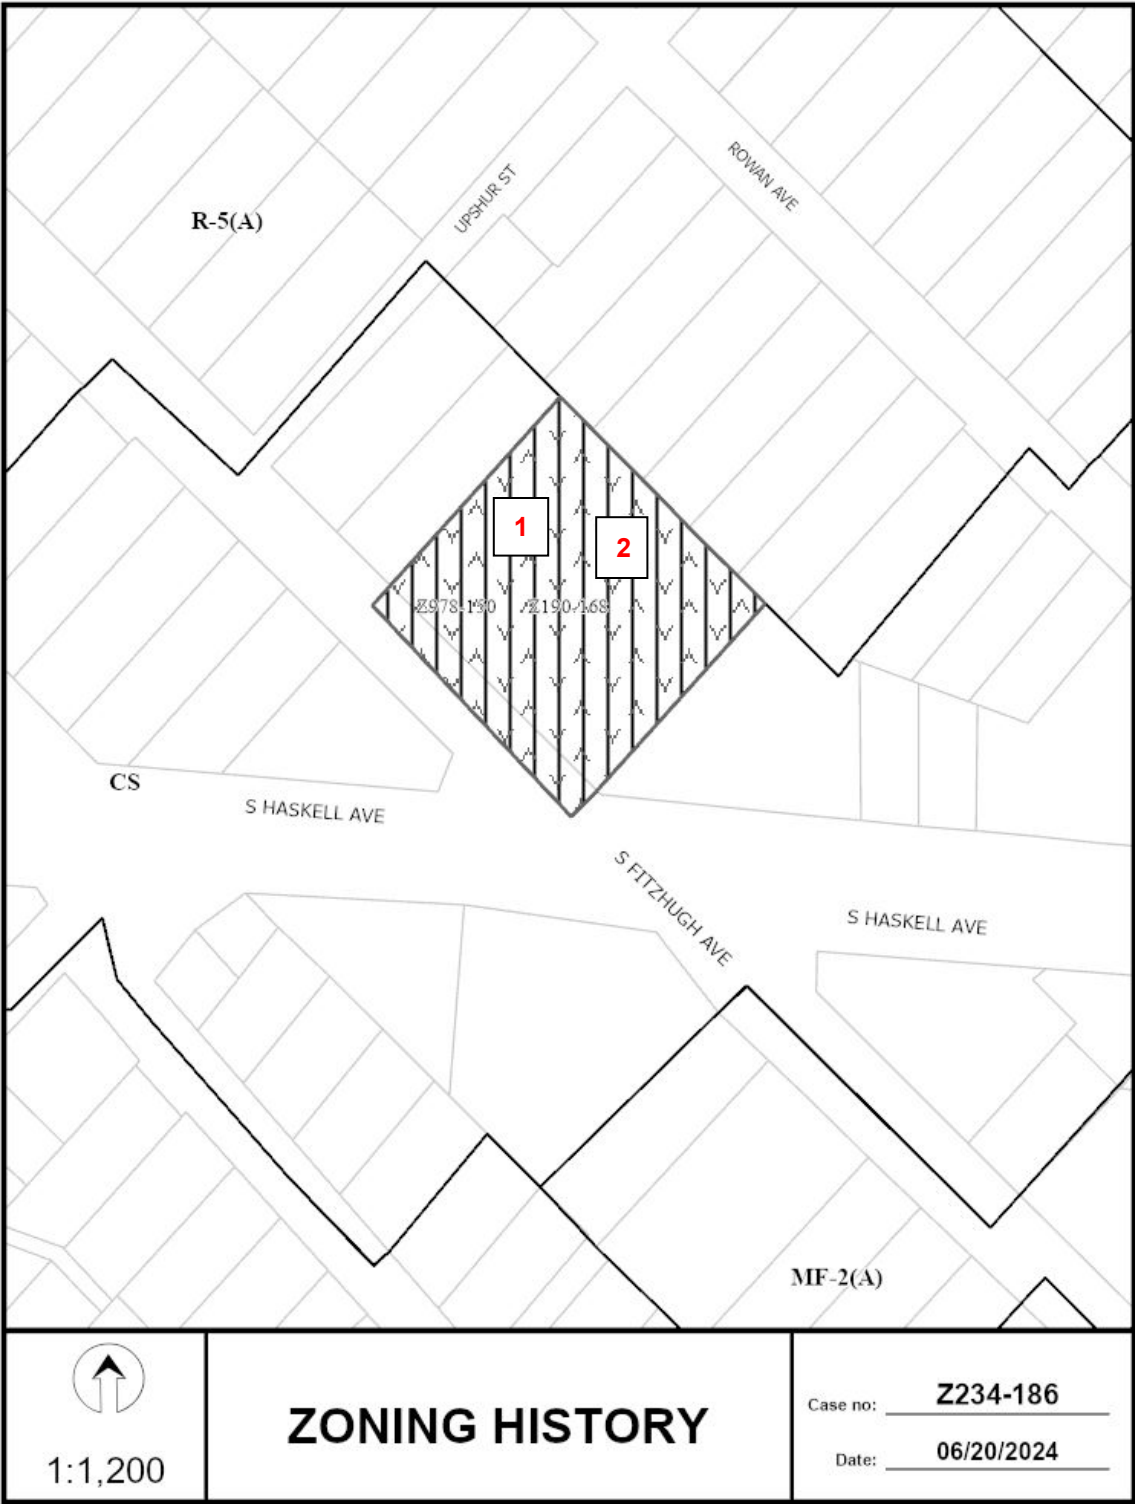 ROWAN AVE
UPSHUR ST
R-5(A)
1
2
Z978-150
Z190-168
CS
S HASKELL AVE
S FITZHUGH AVE
S HASKELL AVE
MF-2(A)
1:1,200
ZONING HISTORY
Case no: Z234-186
Date: 06/20/2024